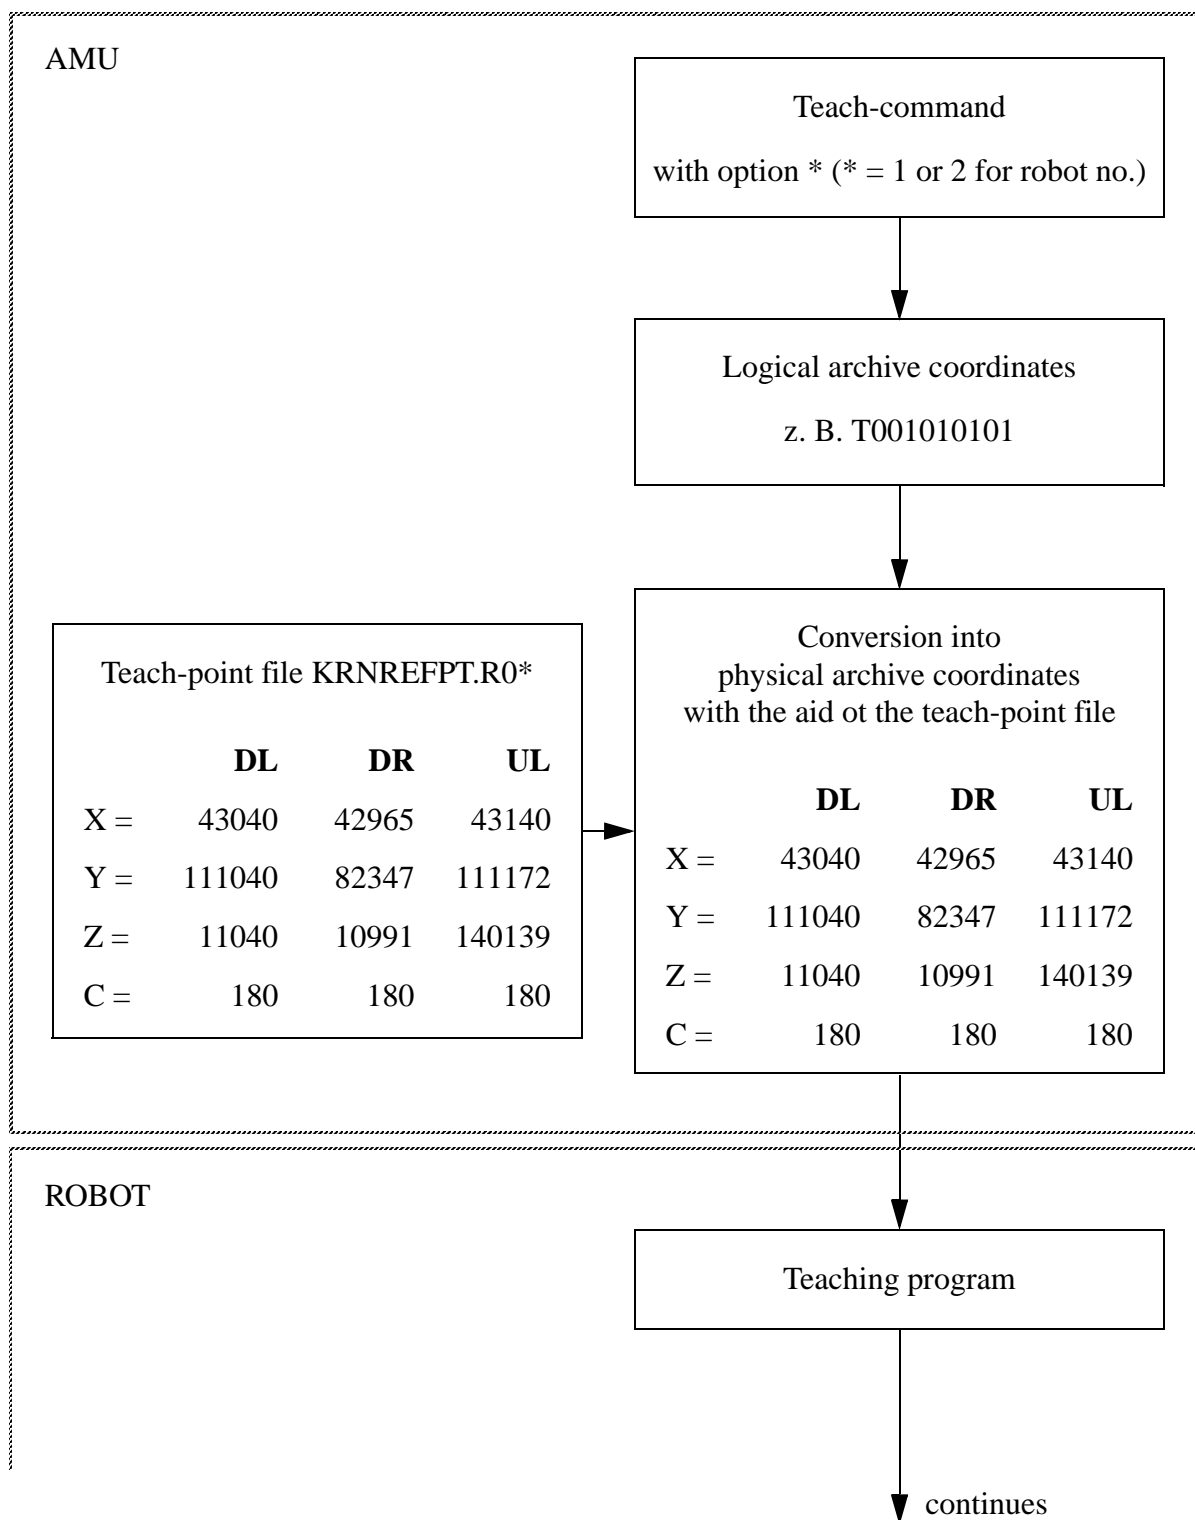 AMU
Teach-command
with option * (* = 1 or 2 for robot no.)
Logical archive coordinates
z. B. T001010101
Teach-point file KRNREFPT.R0*
DL DR UL
X = 43040 42965 43140
Y = 111040 82347 111172
Z = 11040 10991 140139
C = 180 180 180
Conversion into
physical archive coordinates
with the aid ot the teach-point file
DL DR UL
X = 43040 42965 43140
Y = 111040 82347 111172
Z = 11040 10991 140139
C = 180 180 180
ROBOT
Teaching program
continues